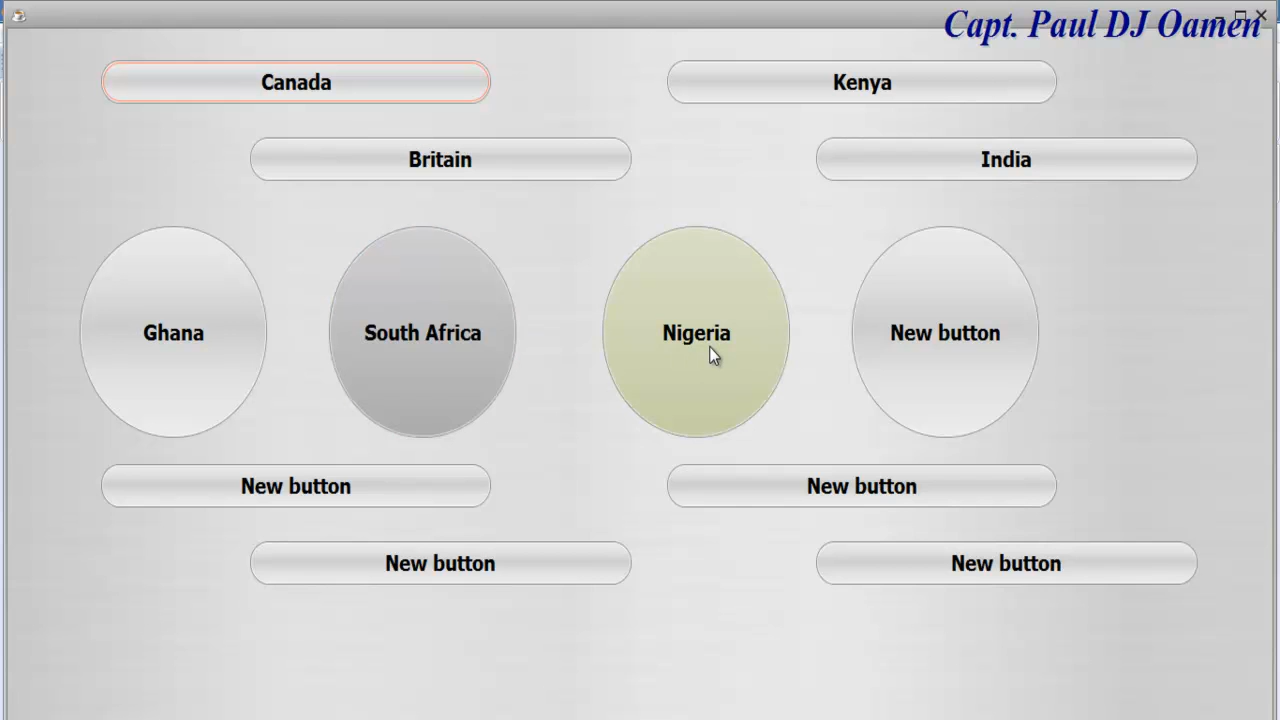 Capt. Paul DJ Oamen
Canada
Kenya
Britain
India
Ghana
South Africa
Nigeria
New button
New button
New button
New button
New button